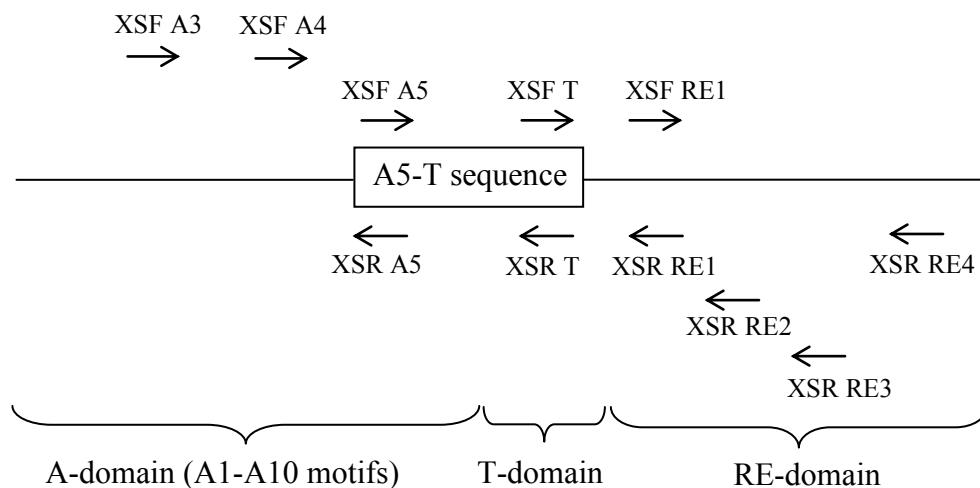 XSF A3
XSF A4
XSF A5
XSF T
XSF RE1
A5-T sequence
XSR A5
XSR T
XSR RE1
XSR RE4
XSR RE2
XSR RE3
A-domain (A1-A10 motifs)
T-domain
RE-domain